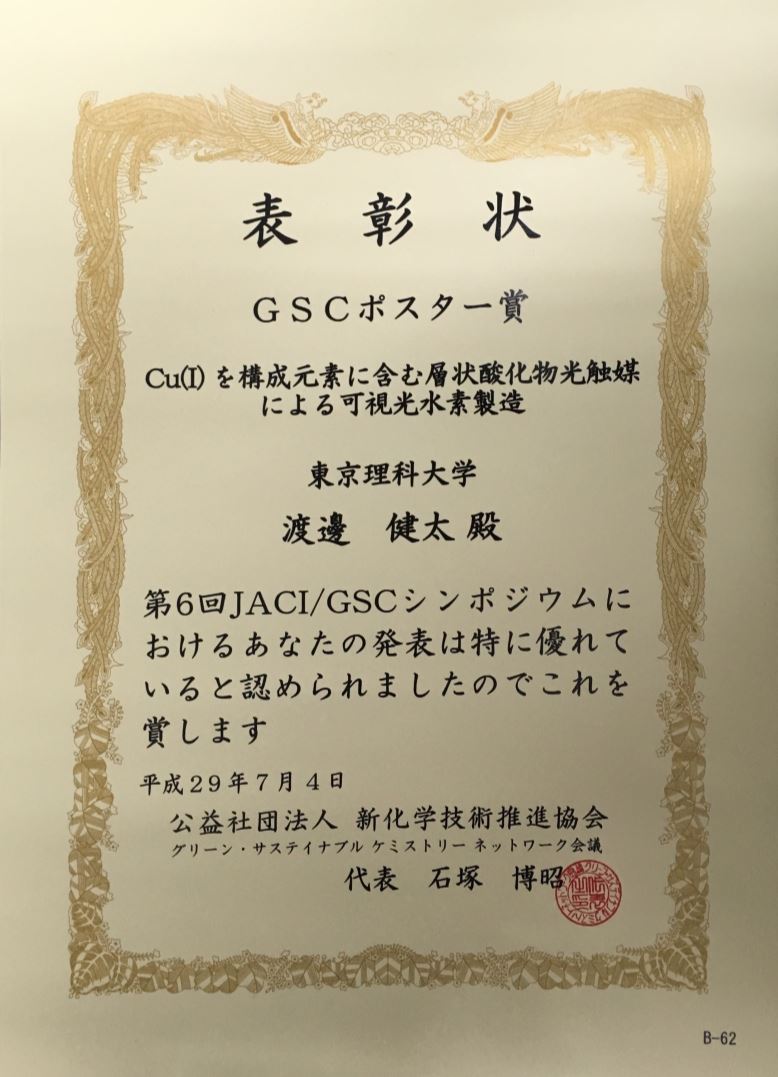 表 彰 状
GSCポスター賞
Cu(I) を構成元素に含む層状酸化物光触媒
による可視光水素製造
東京理科大学
渡邊 健太 殿
第6回JACI/GSCシンポジウムに
おけるあなたの発表は特に優れて
いると認められましたのでこれを
賞します
平成29年7月4日
公益社団法人 新化学技術推進協会
グリーン・サステイナブル ケミストリー ネットワーク会議
代表 石塚 博昭
B-62